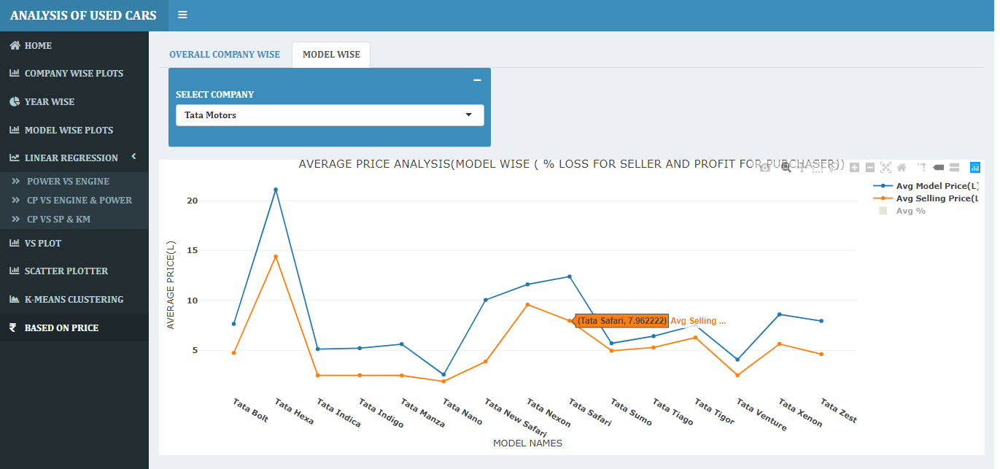 ANALYSIS OF USED CARS
HOME
COMPANY WISE PLOTS
YEAR WISE
MODEL WISE PLOTS
LINEAR REGRESSION
POWER VS ENGINE
CP VS ENGINE & POWER
CP VS SP & KM
VS PLOT
SCATTER PLOTTER
K-MEANS CLUSTERING
BASED ON PRICE
OVERALL COMPANY WISE
MODEL WISE
SELECT COMPANY
Tata Motors
AVERAGE PRICE ANALYSIS(MODEL WISE ( % LOSS FOR SELLER AND PROFIT FOR PURCHASER))
Avg Model Price(L)
Avg Selling Price(L
Avg %
AVERAGE PRICE(L)
20
15
10
5
(Tata Safari, 7.962222)
Avg Selling ...
Tata Bolt
Tata Hexa
Tata Indica
Tata Indigo
Tata Manza
Tata Nano
Tata New Safari
Tata Nexon
Tata Safari
Tata Sumo
Tata Tiago
Tata Tigor
Tata Venture
Tata Xenon
Tata Zest
MODEL NAMES